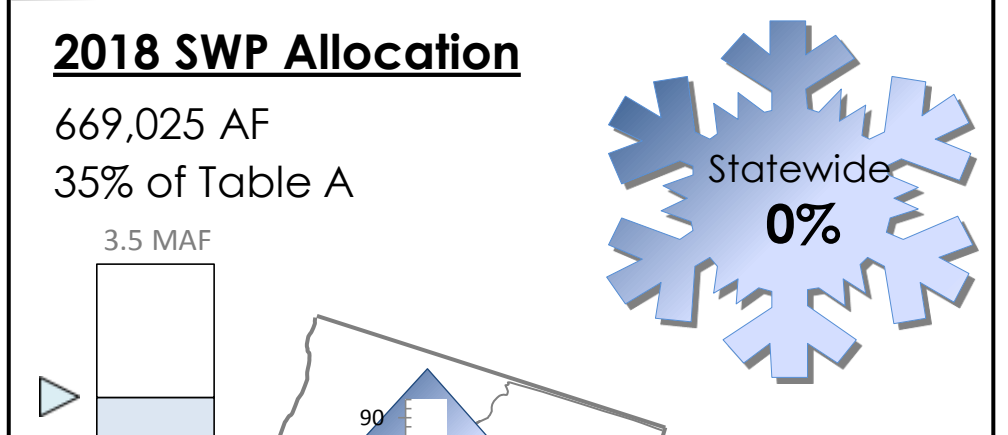 2018 SWP Allocation
669,025 AF
35% of Table A
Statewide
0%
3.5 MAF
90